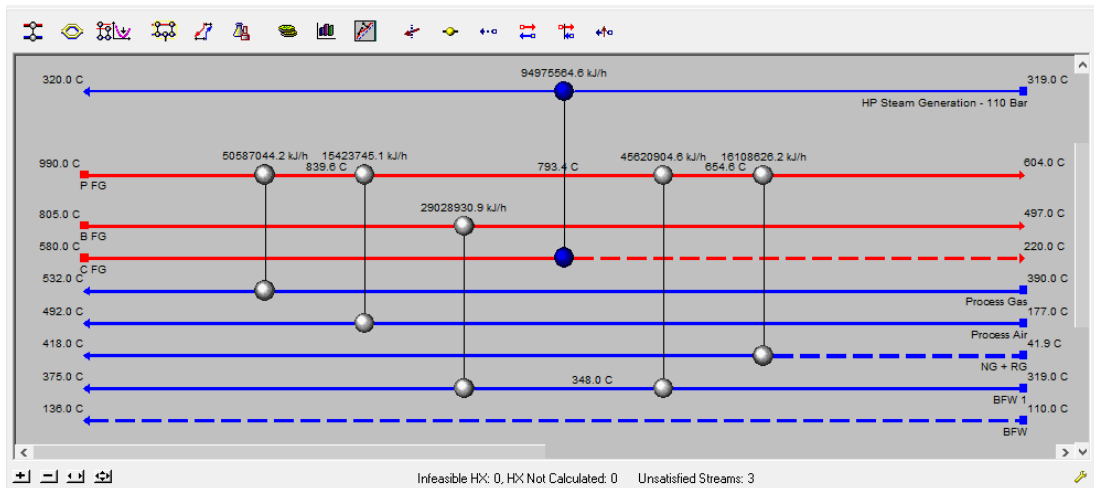 94975564.6 kJ/h
320.0 C
319.0 C
HP Steam Generation - 110 Bar
50587044.2 kJ/h 15423745.1 kJ/h 45620904.6 kJ/h 16108626.2 kJ/h
990.0 C 839.6 C 793.4 C 654.6 C 604.0 C
P FG
29028930.9 kJ/h
805.0 C 497.0 C
B FG
580.0 C 220.0 C
C FG
532.0 C 390.0 C
Process Gas
492.0 C 177.0 C
Process Air
418.0 C 41.9 C
NG + RG
375.0 C 348.0 C 319.0 C
BFW 1
136.0 C 110.0 C
BFW
Infeasible HX: 0, HX Not Calculated: 0 Unsatisfied Streams: 3